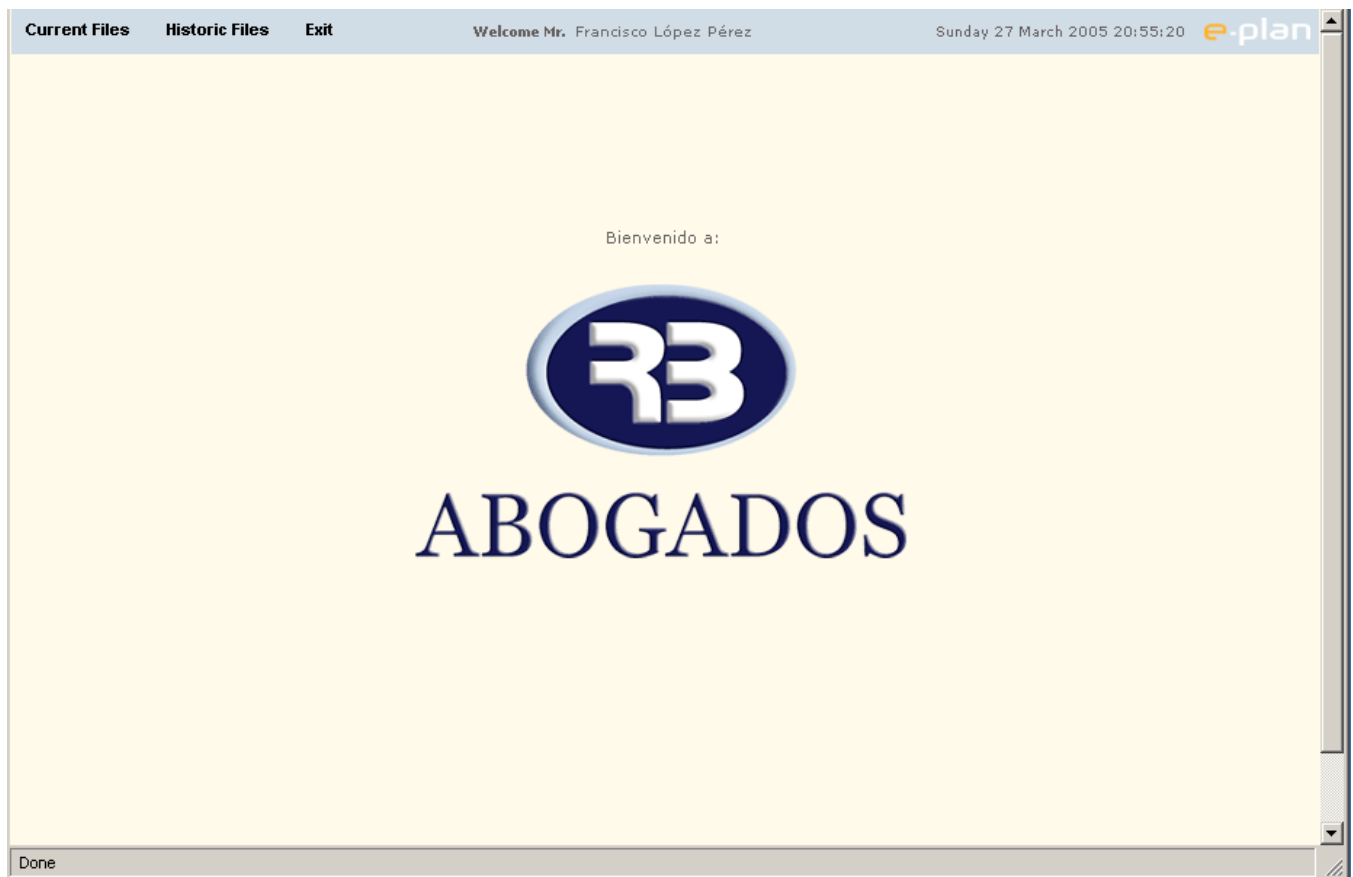 Current Files Historic Files Exit Welcome Mr. Francisco López Pérez Sunday 27 March 2005 20:55:20 e-plan
Bienvenido a:
RB
ABOGADOS
Done